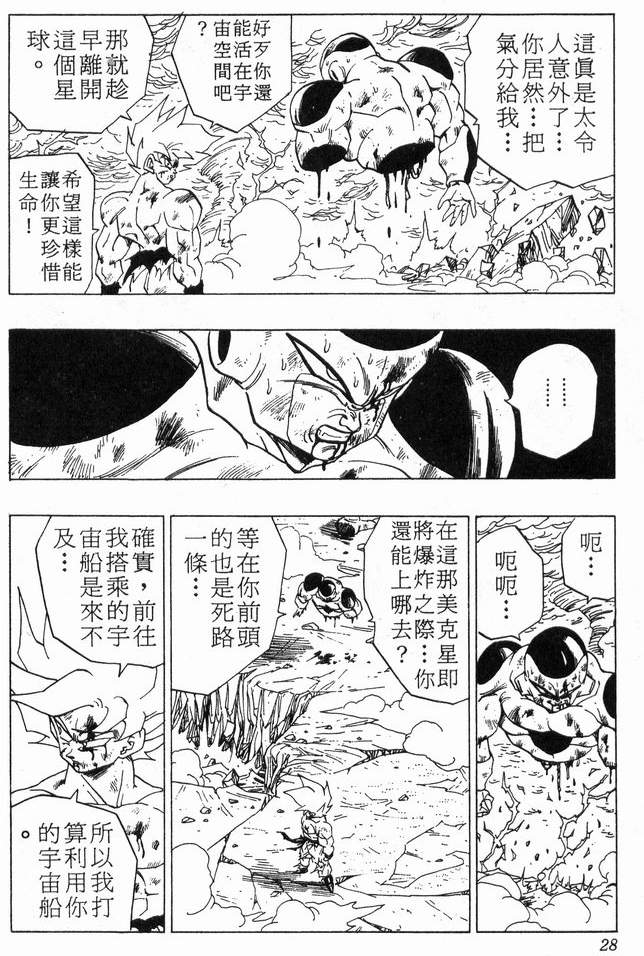 這真是太令
人意外了…
你居然…把
氣分給我…
好歹你還
能活在宇
宙空間吧
？
那就趁
早離開
這個星
球。
希望這樣能
讓你更珍惜
生命！
……
呃…
呃呃…
在這那美克星即
將爆炸之際…你
還能上哪去？
等在你前頭
的也是死路
一條…
確實，前往
我搭乘的宇
宙船是來不
及…
所以我打
算利用你
的宇宙船
。
28